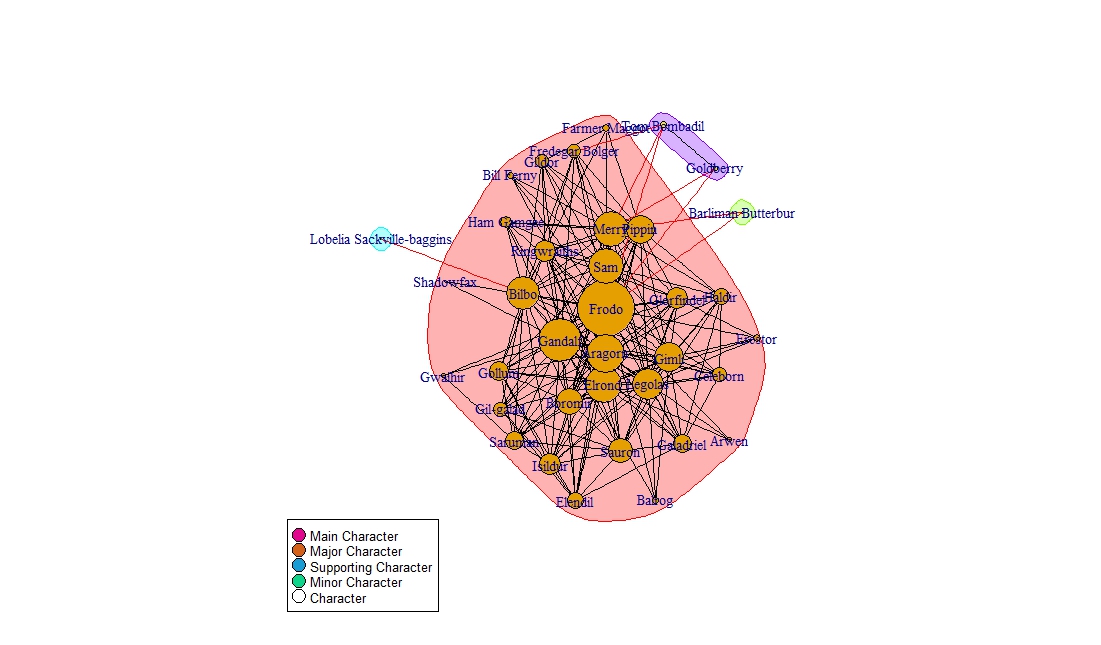 Farmer Maggot
Tom Bombadil
Fredegar Bolger
Gildor
Goldberry
Bill Ferny
Barliman Butterbur
Ham Gamgee
Merry
Pippin
Lobelia Sackville-baggins
Ringwraiths
Sam
Shadowfax
Bilbo
Glorfindel
Haldir
Frodo
Gandalf
Erestor
Aragorn
Gimli
Gwaihir
Gollum
Celeborn
Elrond
Legolas
Boromir
Gil-galad
Saruman
Arwen
Galadriel
Sauron
Isildur
Elendil
Balrog
Main Character
Major Character
Supporting Character
Minor Character
Character